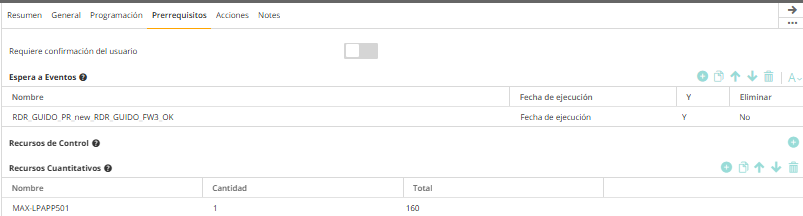 Resumen General Programación Prerrequisitos Acciones Notes
Requiere confirmación del usuario
Espera a Eventos
A
Nombre Fecha de ejecución Y Eliminar
RDR_GUIDO_PR_new_RDR_GUIDO_FW3_OK Fecha de ejecución Y No
Recursos de Control
Recursos Cuantitativos
Nombre Cantidad Total
MAX-LPAPP501 1 160